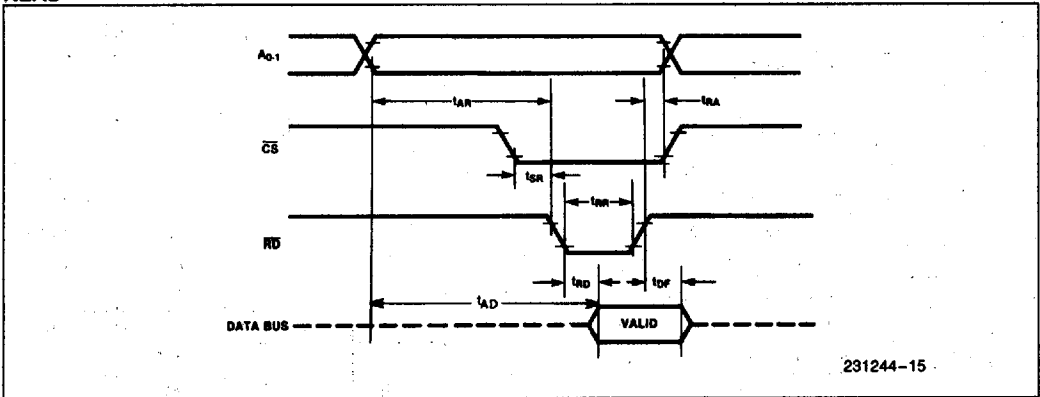 A0-1
tAR
tRA
CS
tSR
tRR
RD
tRD
tDF
tAD
DATA BUS
VALID
231244-15